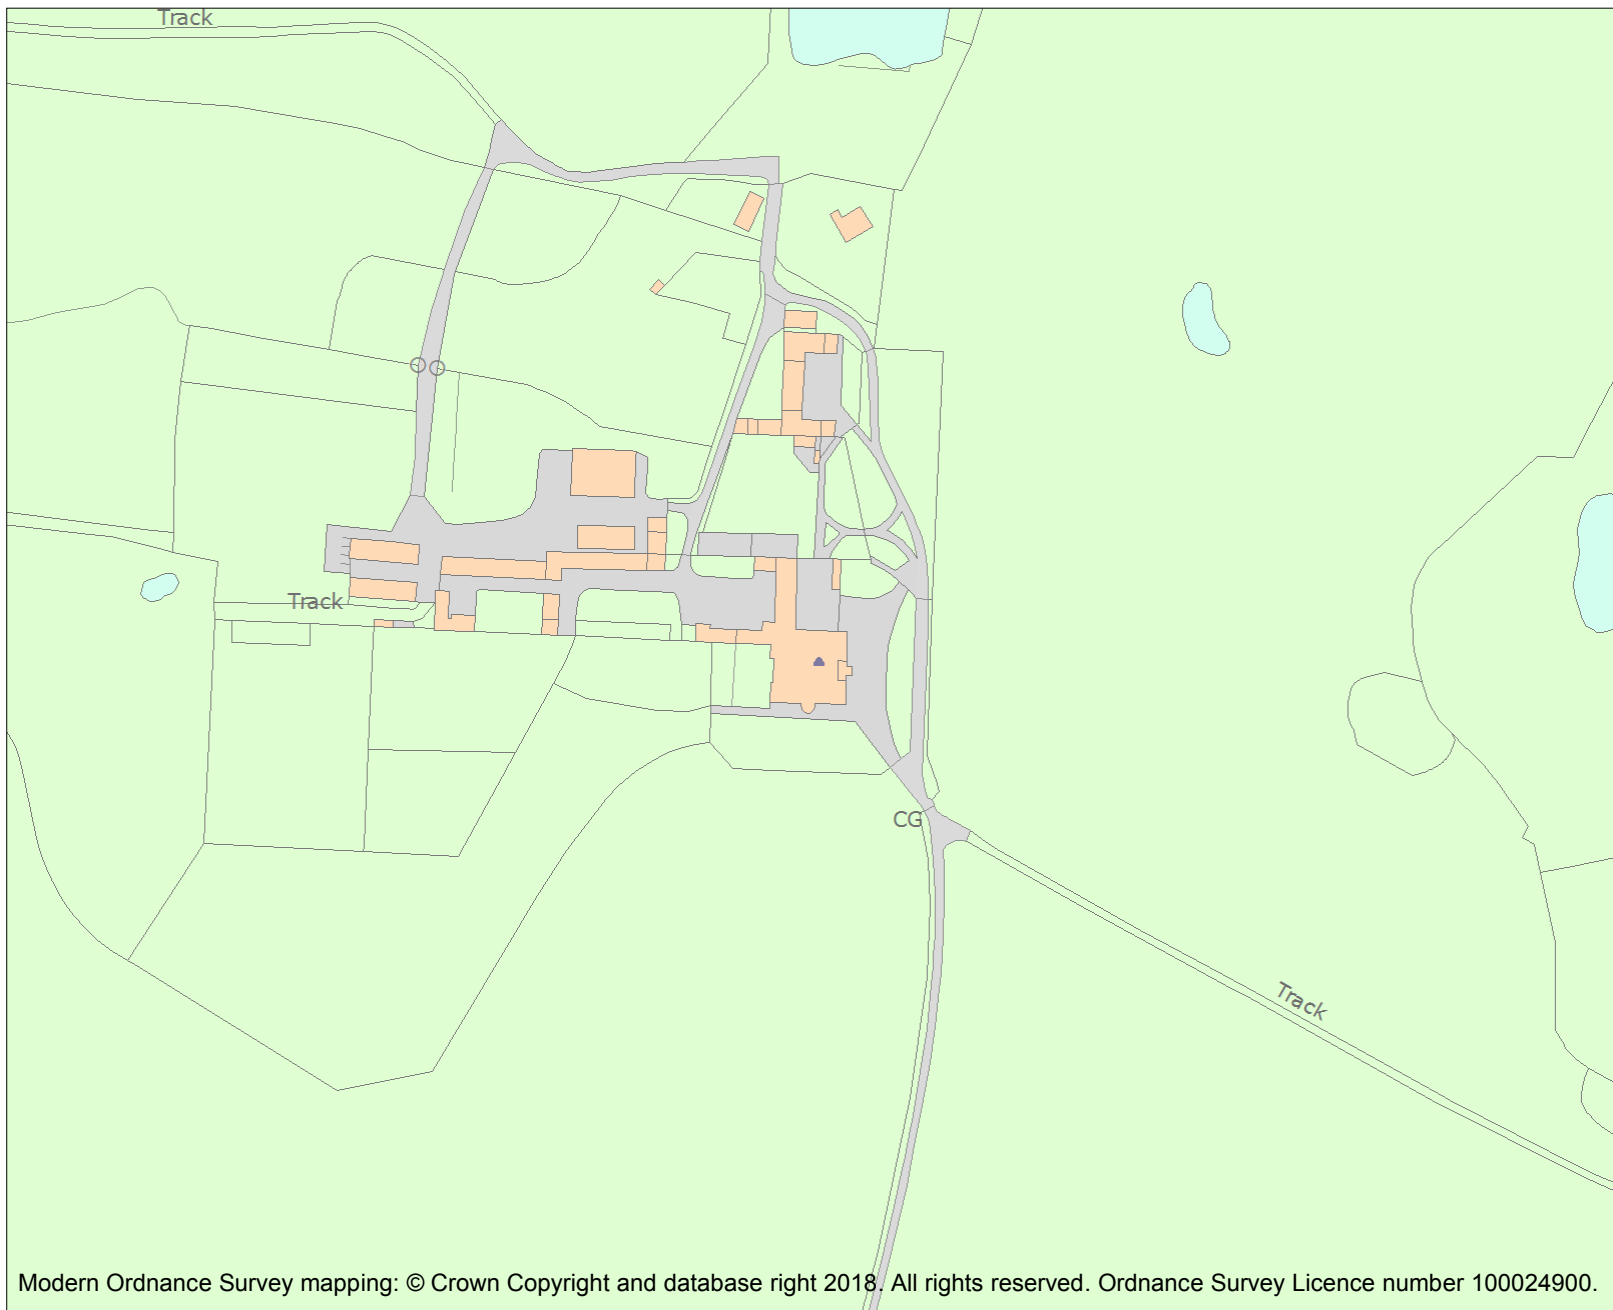 Track
Track
CG
Track
Modern Ordnance Survey mapping: © Crown Copyright and database right 2018. All rights reserved. Ordnance Survey Licence number 100024900.